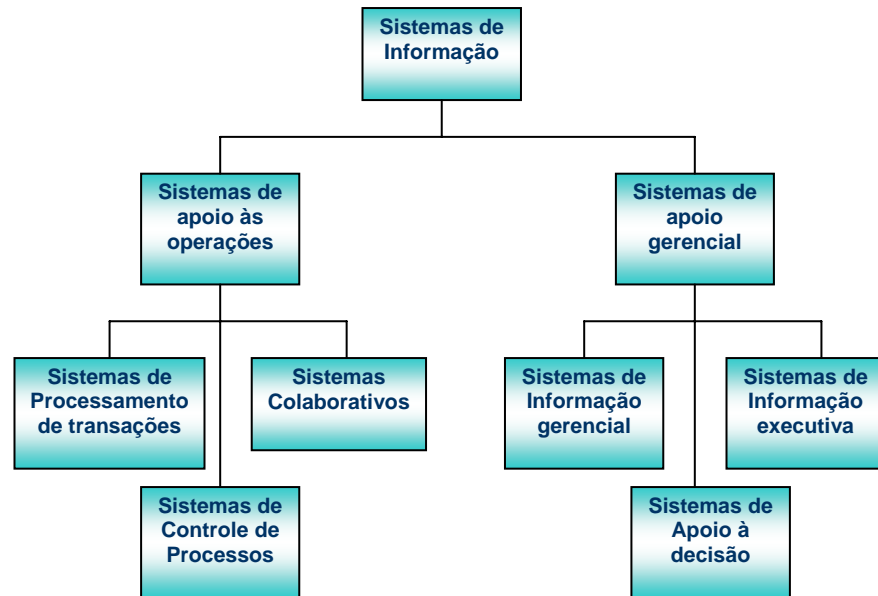 Sistemas de
Informação
Sistemas de
apoio às
operações
Sistemas de
apoio
gerencial
Sistemas de
Processamento
de transações
Sistemas
Colaborativos
Sistemas de
Informação
gerencial
Sistemas de
Informação
executiva
Sistemas de
Controle de
Processos
Sistemas de
Apoio à
decisão